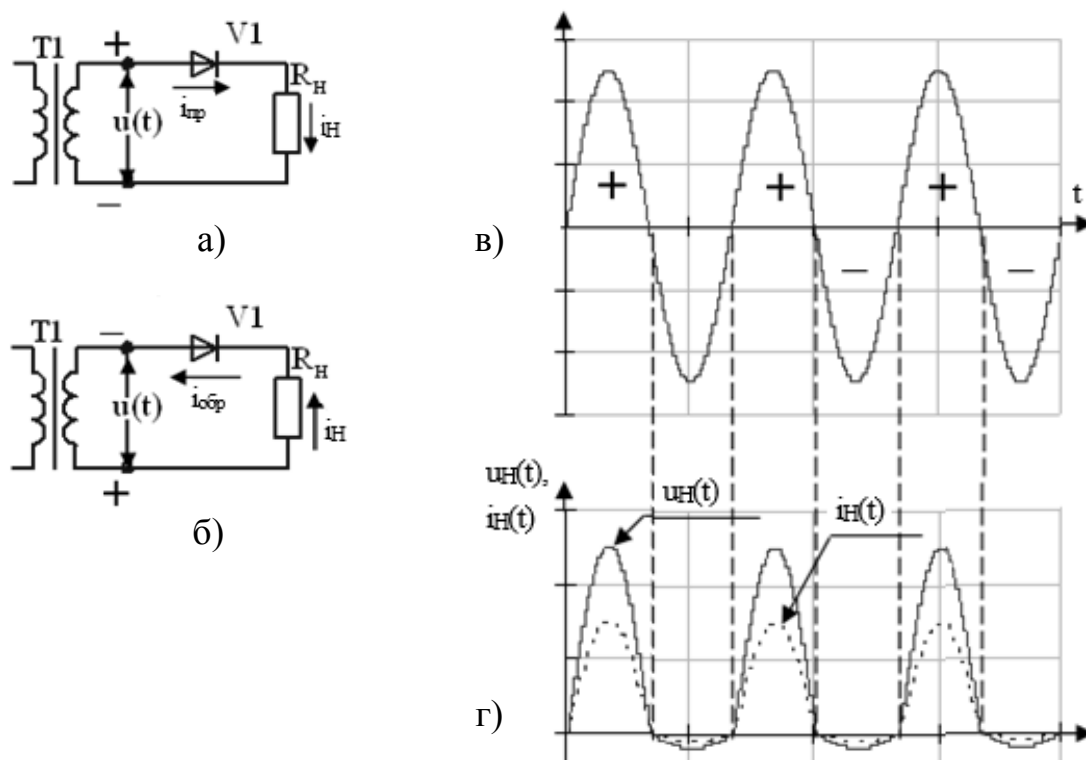 T1
+
V1
Rн
u(t)
iпр
iн
–
а)
T1
–
V1
Rн
u(t)
iобр
iн
+
б)
в)
+ + +
t
– –
uн(t),
iн(t)
uн(t)
iн(t)
г)